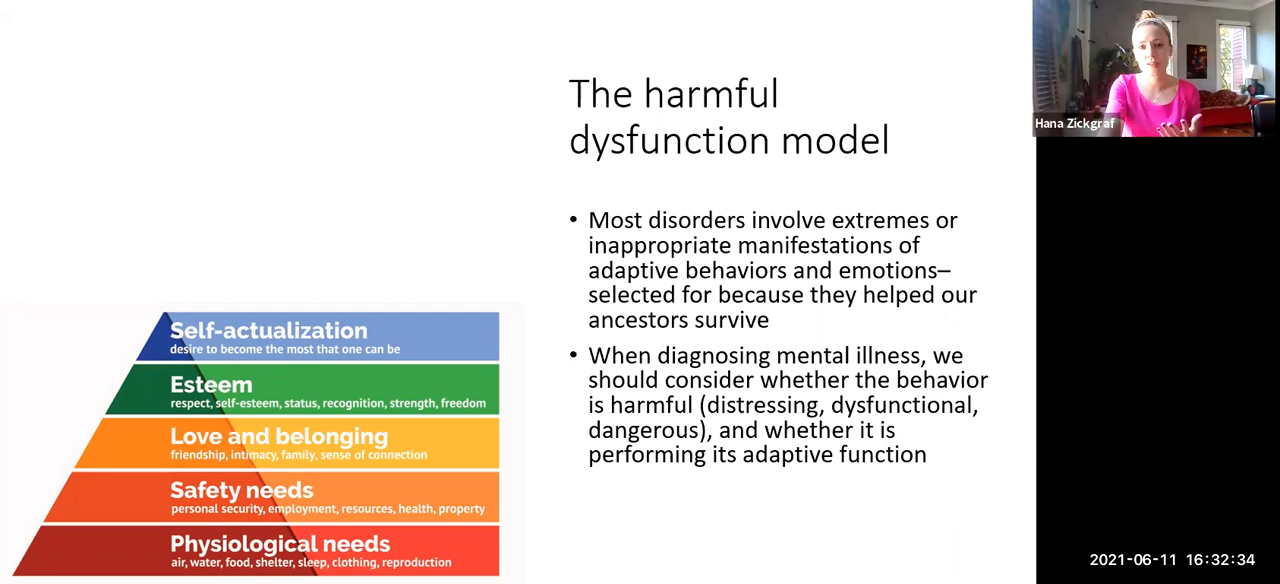 The harmful
dysfunction model
• Most disorders involve extremes or
inappropriate manifestations of
adaptive behaviors and emotions–
selected for because they helped our
ancestors survive
• When diagnosing mental illness, we
should consider whether the behavior
is harmful (distressing, dysfunctional,
dangerous), and whether it is
performing its adaptive function
Self-actualization
desire to become the most that one can be
Esteem
respect, self-esteem, status, recognition, strength, freedom
Love and belonging
friendship, intimacy, family, sense of connection
Safety needs
personal security, employment, resources, health, property
Physiological needs
air, water, food, shelter, sleep, clothing, reproduction
Hana Zickgraf
2021-06-11 16:32:34